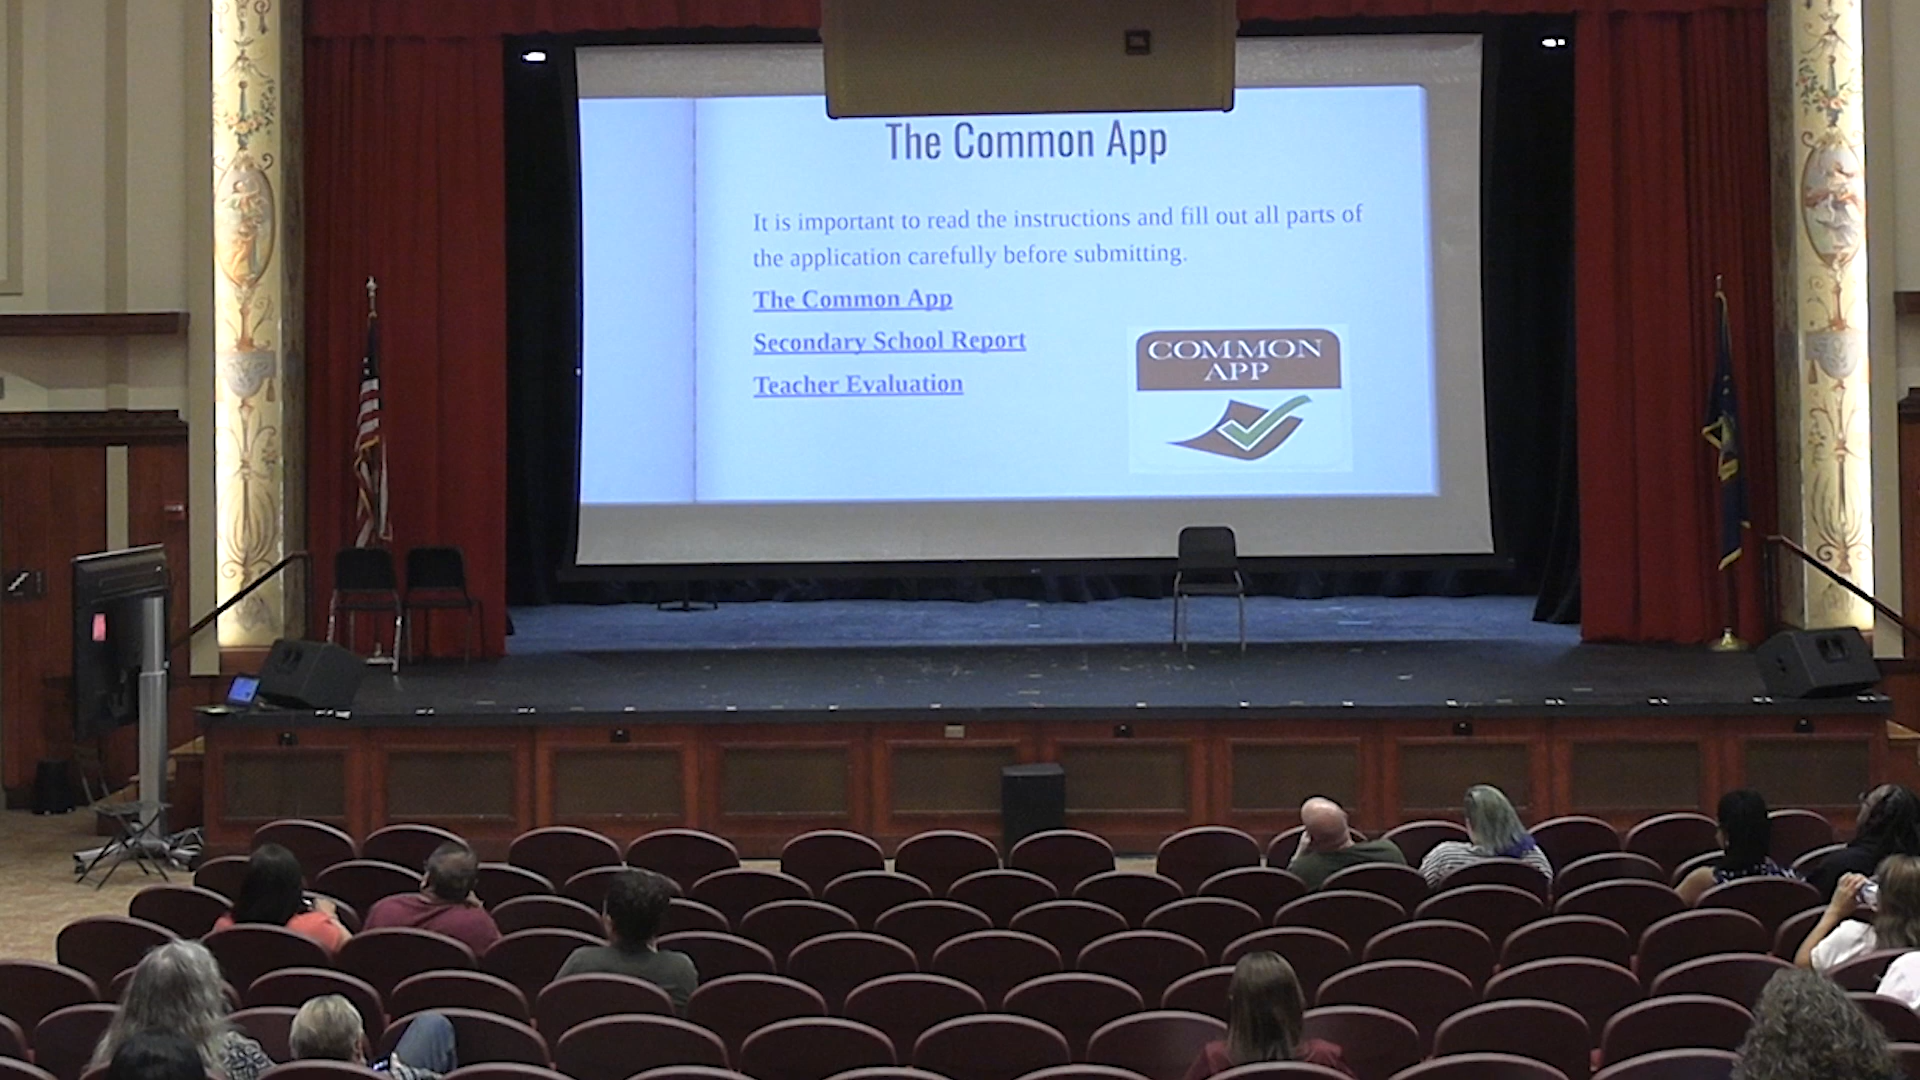 The Common App
It is important to read the instructions and fill out all parts of
the application carefully before submitting.
The Common App
Secondary School Report
Teacher Evaluation
COMMON
APP